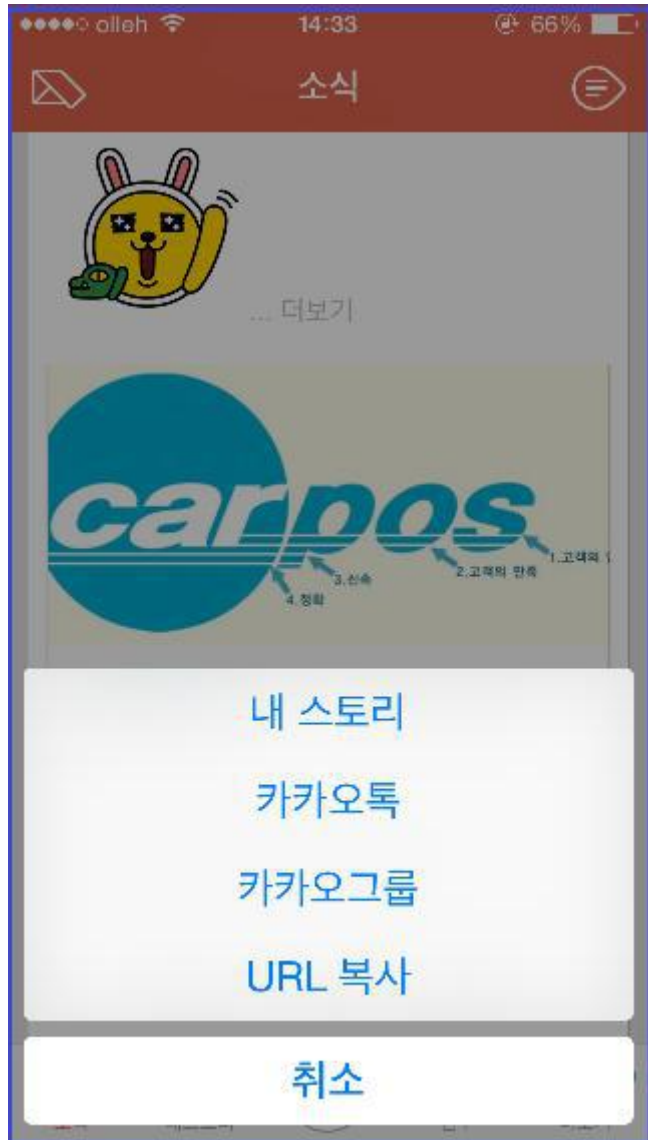 olleh 14:33 66%
소식
... 더보기
carpos
1.고객의
2.고객의 만족
3.신속
4.정확
내 스토리
카카오톡
카카오그룹
URL 복사
취소